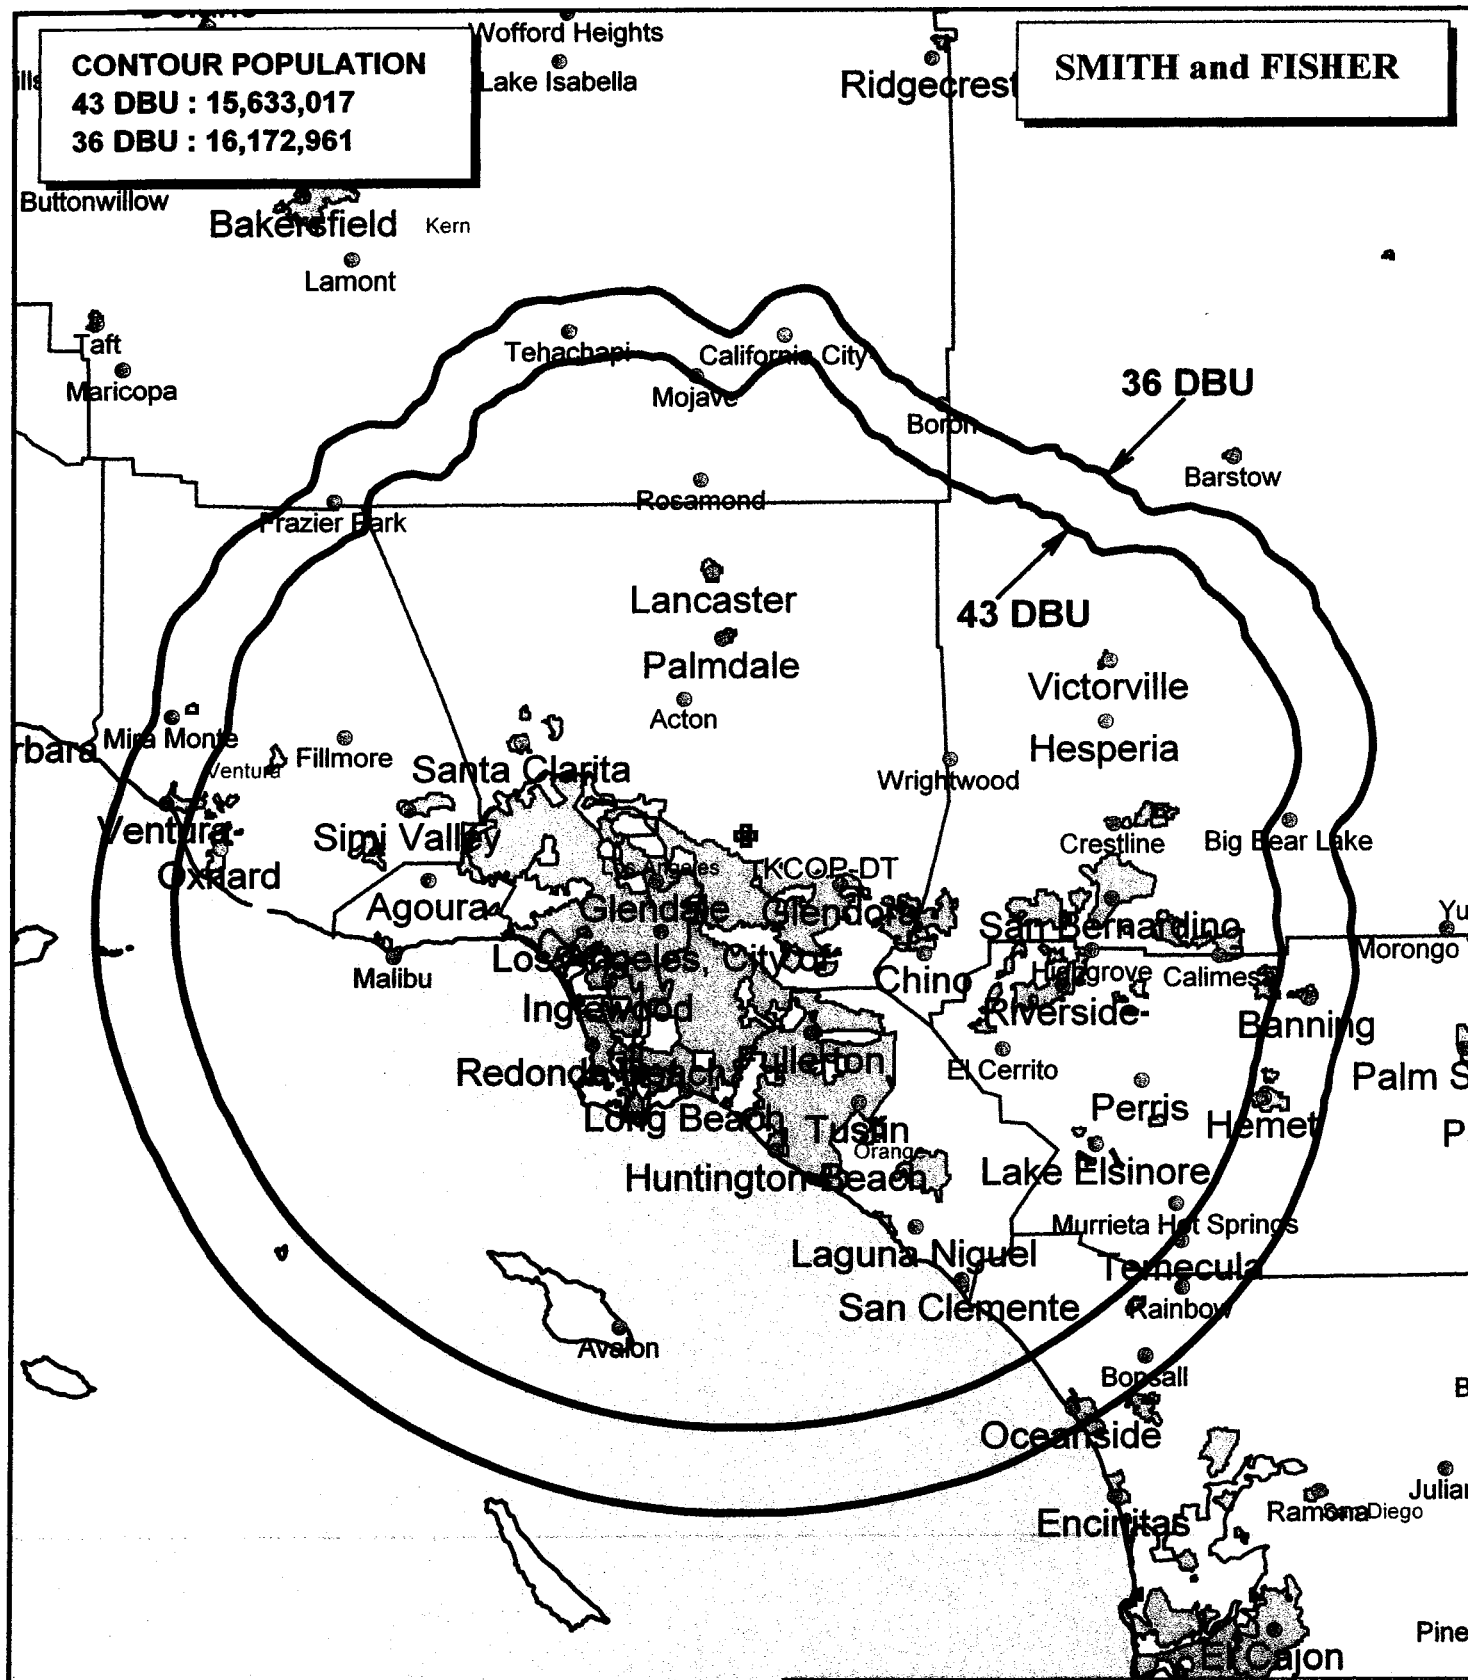 Wofford Heights
CONTOUR POPULATION
43 DBU : 15,633,017
36 DBU : 16,172,961
SMITH and FISHER
Lake Isabella
Ridgecrest
Buttonwillow
Bakersfield
Kern
Lamont
Taft
Maricopa
Tehachapi
California City
Mojave
36 DBU
Boron
Barstow
Rosamond
Frazier Park
Lancaster
43 DBU
Palmdale
Victorville
Acton
Hesperia
rbara
Mira Monte
Ventura
Fillmore
Santa Clarita
Wrightwood
Ventura
Simi Valley
Crestline
Big Bear Lake
Los Angeles
KCOP-DT
Oxnard
Agoura
Glendale
Glendora
San Bernardino
Yu
Morongo
Malibu
Los Angeles, City of
Chino
Highgrove
Calimesa
Inglewood
Riverside
Banning
Redondo Beach
Fullerton
El Cerrito
Palm S
Perris
Long Beach
Tustin
Hemet
P
Orange
Huntington Beach
Lake Elsinore
Murrieta Hot Springs
Laguna Niguel
Temecula
San Clemente
Rainbow
Avalon
Bonsall
B
Oceanside
Julian
Encinitas
Ramona
San Diego
Pine
El Cajon